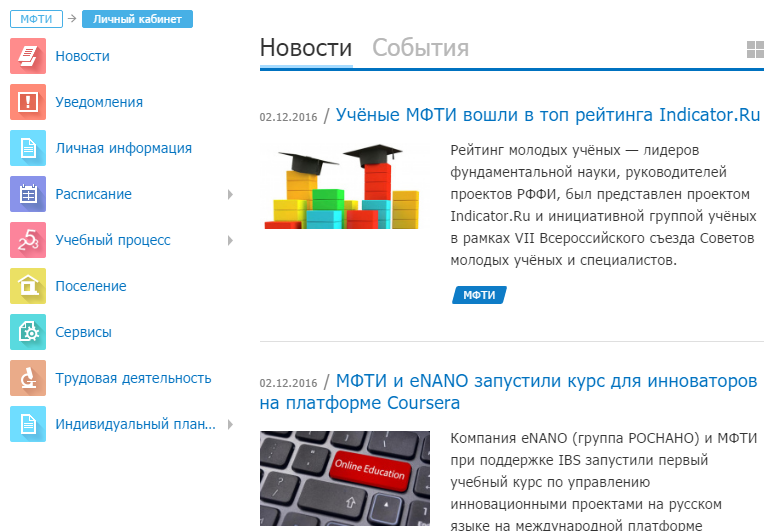 МФТИ → Личный кабинет
Новости
Уведомления
Личная информация
Расписание
Учебный процесс
Поселение
Сервисы
Трудовая деятельность
Индивидуальный план...
Новости События
02.12.2016 / Учёные МФТИ вошли в топ рейтинга Indicator.Ru
Рейтинг молодых учёных — лидеров
фундаментальной науки, руководителей
проектов РФФИ, был представлен проектом
Indicator.Ru и инициативной группой учёных
в рамках VII Всероссийского съезда Советов
молодых учёных и специалистов.
МФТИ
02.12.2016 / МФТИ и eNANO запустили курс для инноваторов
на платформе Coursera
Online Education
Компания eNANO (группа РОСНАНО) и МФТИ
при поддержке IBS запустили первый
учебный курс по управлению
инновационными проектами на русском
языке на международной платформе